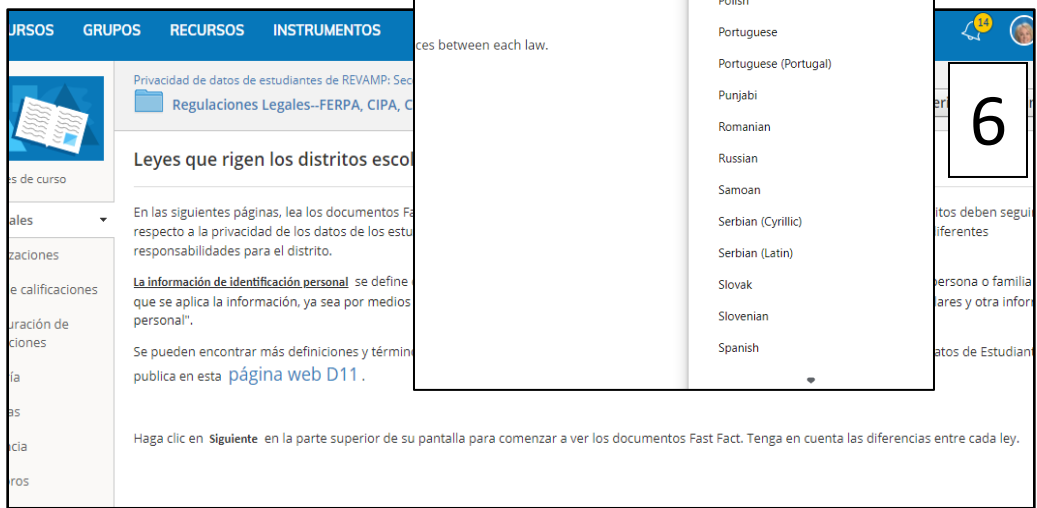 JRSOS GRUPOS RECURSOS INSTRUMENTOS
14
Privacidad de datos de estudiantes de REVAMP: Sec
Regulaciones Legales--FERPA, CIPA, C
6
Leyes que rigen los distritos escol
es de curso
ales
zaciones
e calificaciones
uración de
ciones
ía
as
cia
ros
En las siguientes páginas, lea los documentos Fa
itos deben segui
respecto a la privacidad de los datos de los estu
iferentes
responsabilidades para el distrito.
La información de identificación personal se define
ersona o familia
que se aplica la información, ya sea por medios
lares y otra infor
personal".
Se pueden encontrar más definiciones y términ
atos de Estudiant
publica en esta página web D11.
Haga clic en Siguiente en la parte superior de su pantalla para comenzar a ver los documentos Fast Fact. Tenga en cuenta las diferencias entre cada ley.
ces between each law.
Polish
Portuguese
Portuguese (Portugal)
Punjabi
Romanian
Russian
Samoan
Serbian (Cyrillic)
Serbian (Latin)
Slovak
Slovenian
Spanish